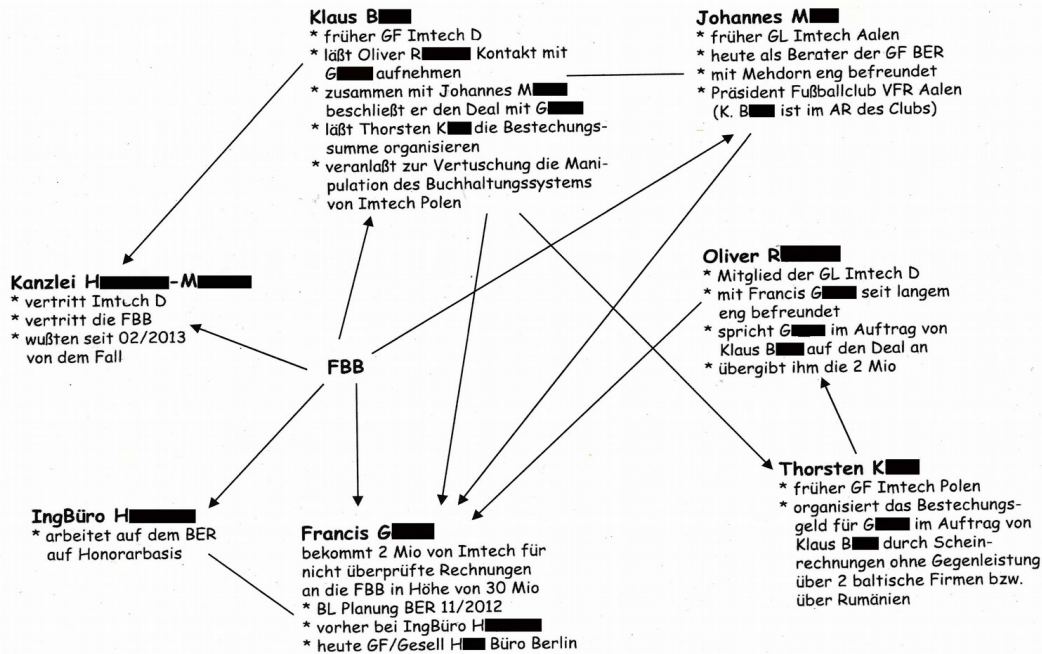 Klaus B
* früher GF Imtech D
* läßt Oliver R Kontakt mit
G aufnehmen
* zusammen mit Johannes M
beschließt er den Deal mit G
* läßt Thorsten K die Bestechungs-
summe organisieren
* veranlaßt zur Vertuschung die Mani-
pulation des Buchhaltungssystems
von Imtech Polen
Johannes M
* früher GL Imtech Aalen
* heute als Berater der GF BER
* mit Mehdorn eng befreundet
* Präsident Fußballclub VFR Aalen
(K. B ist im AR des Clubs)
Kanzlei H-M
* vertritt Imtech D
* vertritt die FBB
* wußten seit 02/2013
von dem Fall
FBB
Oliver R
* Mitglied der GL Imtech D
* mit Francis G seit langem
eng befreundet
* spricht G im Auftrag von
Klaus B auf den Deal an
* übergibt ihm die 2 Mio
IngBüro H
* arbeitet auf dem BER
auf Honorarbasis
Francis G
bekommt 2 Mio von Imtech für
nicht überprüfte Rechnungen
an die FBB in Höhe von 30 Mio
* BL Planung BER 11/2012
* vorher bei IngBüro H
* heute GF/Gesell H Büro Berlin
Thorsten K
* früher GF Imtech Polen
* organisiert das Bestechungs-
geld für G im Auftrag von
Klaus B durch Schein-
rechnungen ohne Gegenleistung
über 2 baltische Firmen bzw.
über Rumänien